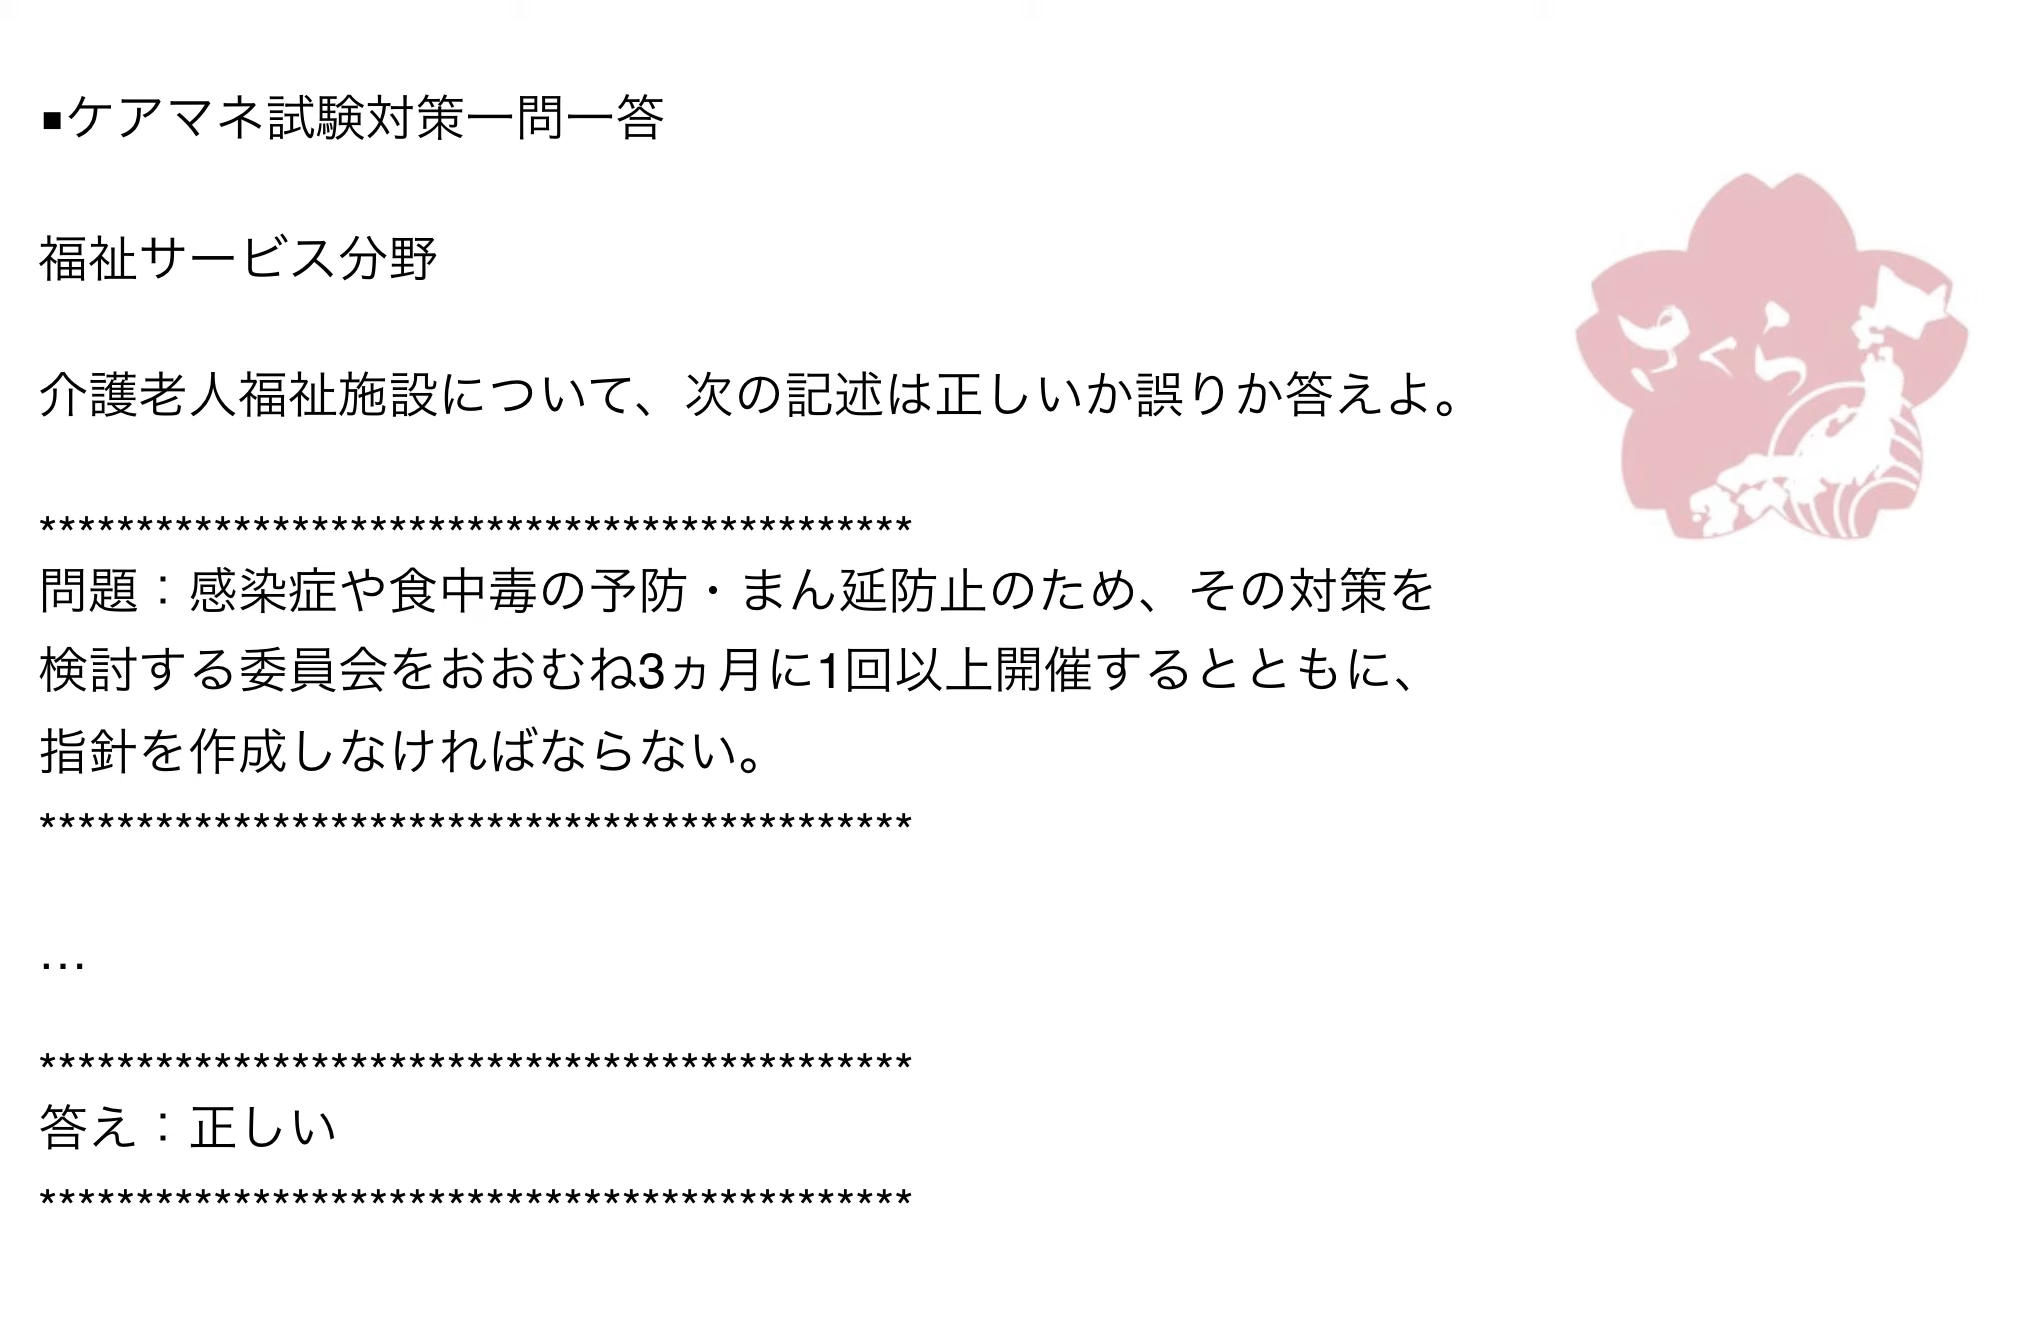 ▪ケアマネ試験対策一問一答
福祉サービス分野
さくら
介護老人福祉施設について、次の記述は正しいか誤りか答えよ。
*********************************************
問題：感染症や食中毒の予防・まん延防止のため、その対策を
検討する委員会をおおむね3ヵ月に1回以上開催するとともに、
指針を作成しなければならない。
*********************************************
…
*********************************************
答え：正しい
*********************************************